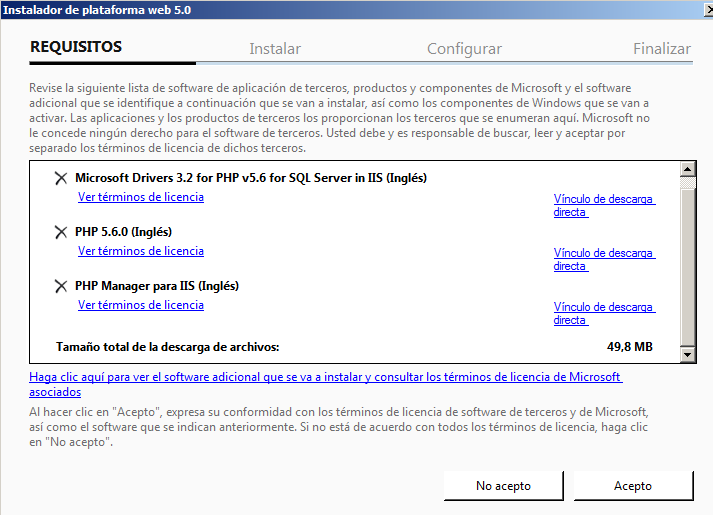 Instalador de plataforma web 5.0
REQUISITOS
Instalar
Configurar
Finalizar
Revise la siguiente lista de software de aplicación de terceros, productos y componentes de Microsoft y el software
adicional que se identifique a continuación que se van a instalar, así como los componentes de Windows que se van a
activar. Las aplicaciones y los productos de terceros los proporcionan los terceros que se enumeran aquí. Microsoft no
le concede ningún derecho para el software de terceros. Usted debe y es responsable de buscar, leer y aceptar por
separado los términos de licencia de dichos terceros.
Microsoft Drivers 3.2 for PHP v5.6 for SQL Server in IIS (Inglés)
Ver términos de licencia
Vínculo de descarga
directa
PHP 5.6.0 (Inglés)
Ver términos de licencia
Vínculo de descarga
directa
PHP Manager para IIS (Inglés)
Ver términos de licencia
Vínculo de descarga
directa
Tamaño total de la descarga de archivos:
49,8 MB
Haga clic aquí para ver el software adicional que se va a instalar y consultar los términos de licencia de Microsoft
asociados
Al hacer clic en "Acepto", expresa su conformidad con los términos de licencia de software de terceros y de Microsoft,
así como el software que se indican anteriormente. Si no está de acuerdo con todos los términos de licencia, haga clic
en "No acepto".
No acepto
Acepto